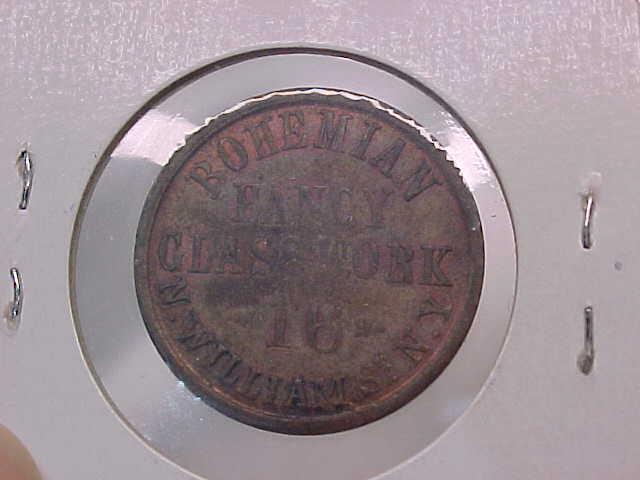 BOHEMIAN
FANCY
GLASS WORK
16
N. WILLIAM. ST N.Y.